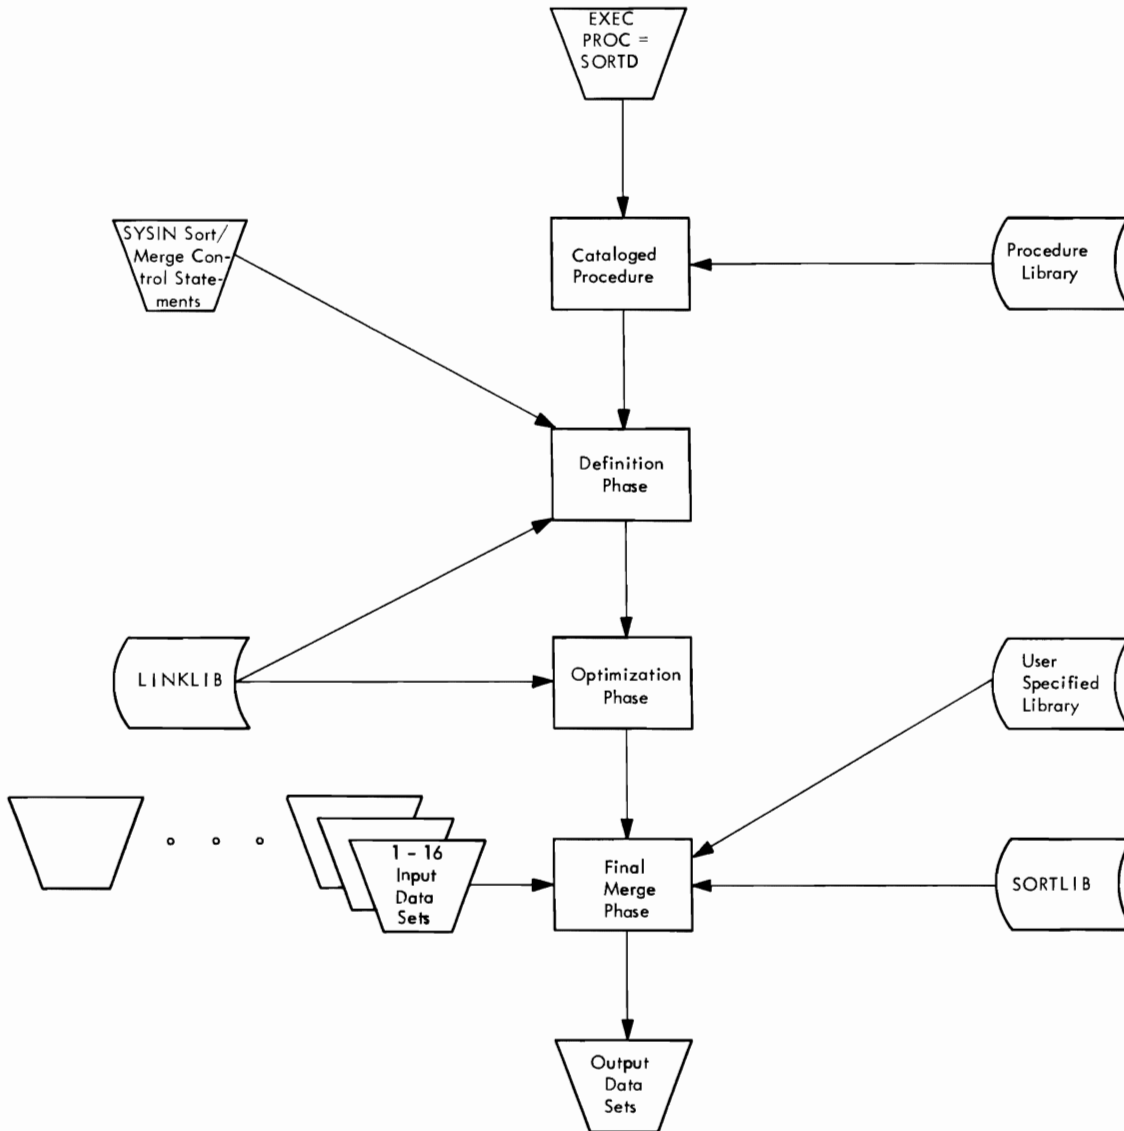 EXEC
PROC =
SORTD
SYSIN Sort/
Merge Con-
trol State-
ments
Cataloged
Procedure
Procedure
Library
Definition
Phase
LINKLIB
Optimization
Phase
User
Specified
Library
1 - 16
Input
Data
Sets
Final
Merge
Phase
SORTLIB
Output
Data
Sets